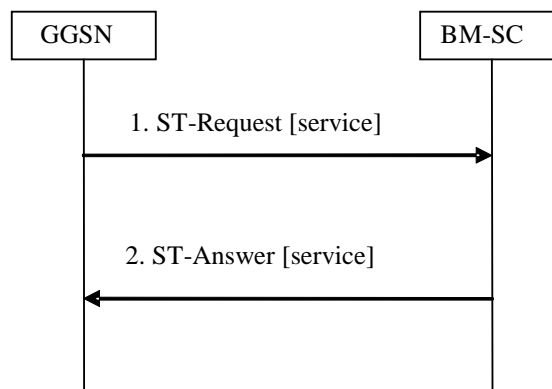 GGSN
BM-SC
1. ST-Request [service]
2. ST-Answer [service]